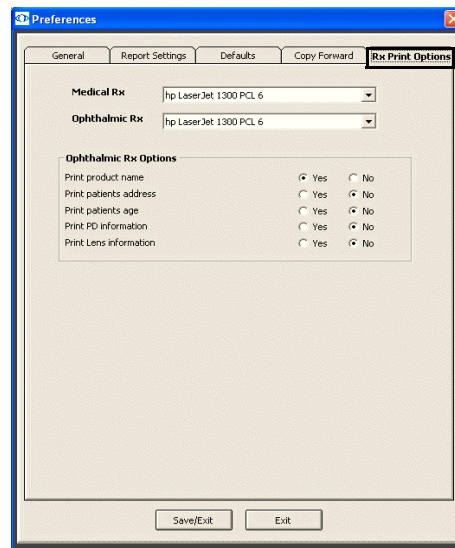 Preferences
General Report Settings Defaults Copy Forward Rx Print Options
Medical Rx hp LaserJet 1300 PCL 6
Ophthalmic Rx hp LaserJet 1300 PCL 6
Ophthalmic Rx Options
Print product name Yes No
Print patients address Yes No
Print patients age Yes No
Print PD information Yes No
Print Lens information Yes No
Save/Exit Exit